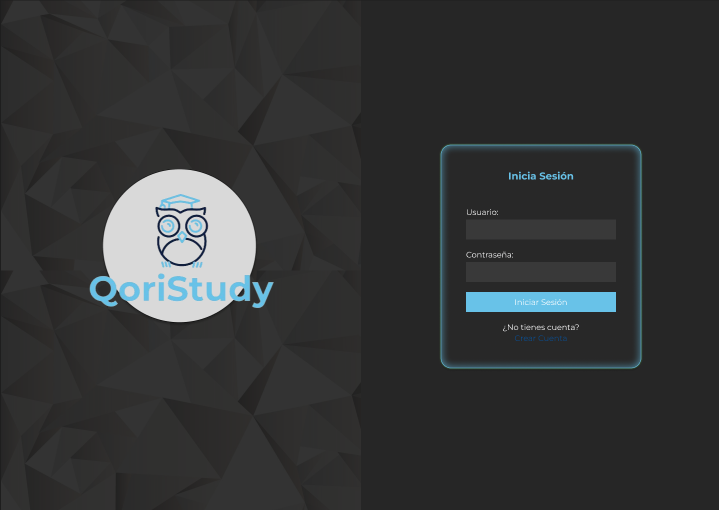 QoriStudy
Inicia Sesión
Usuario:
Contraseña:
Iniciar Sesión
¿No tienes cuenta?
Crear Cuenta